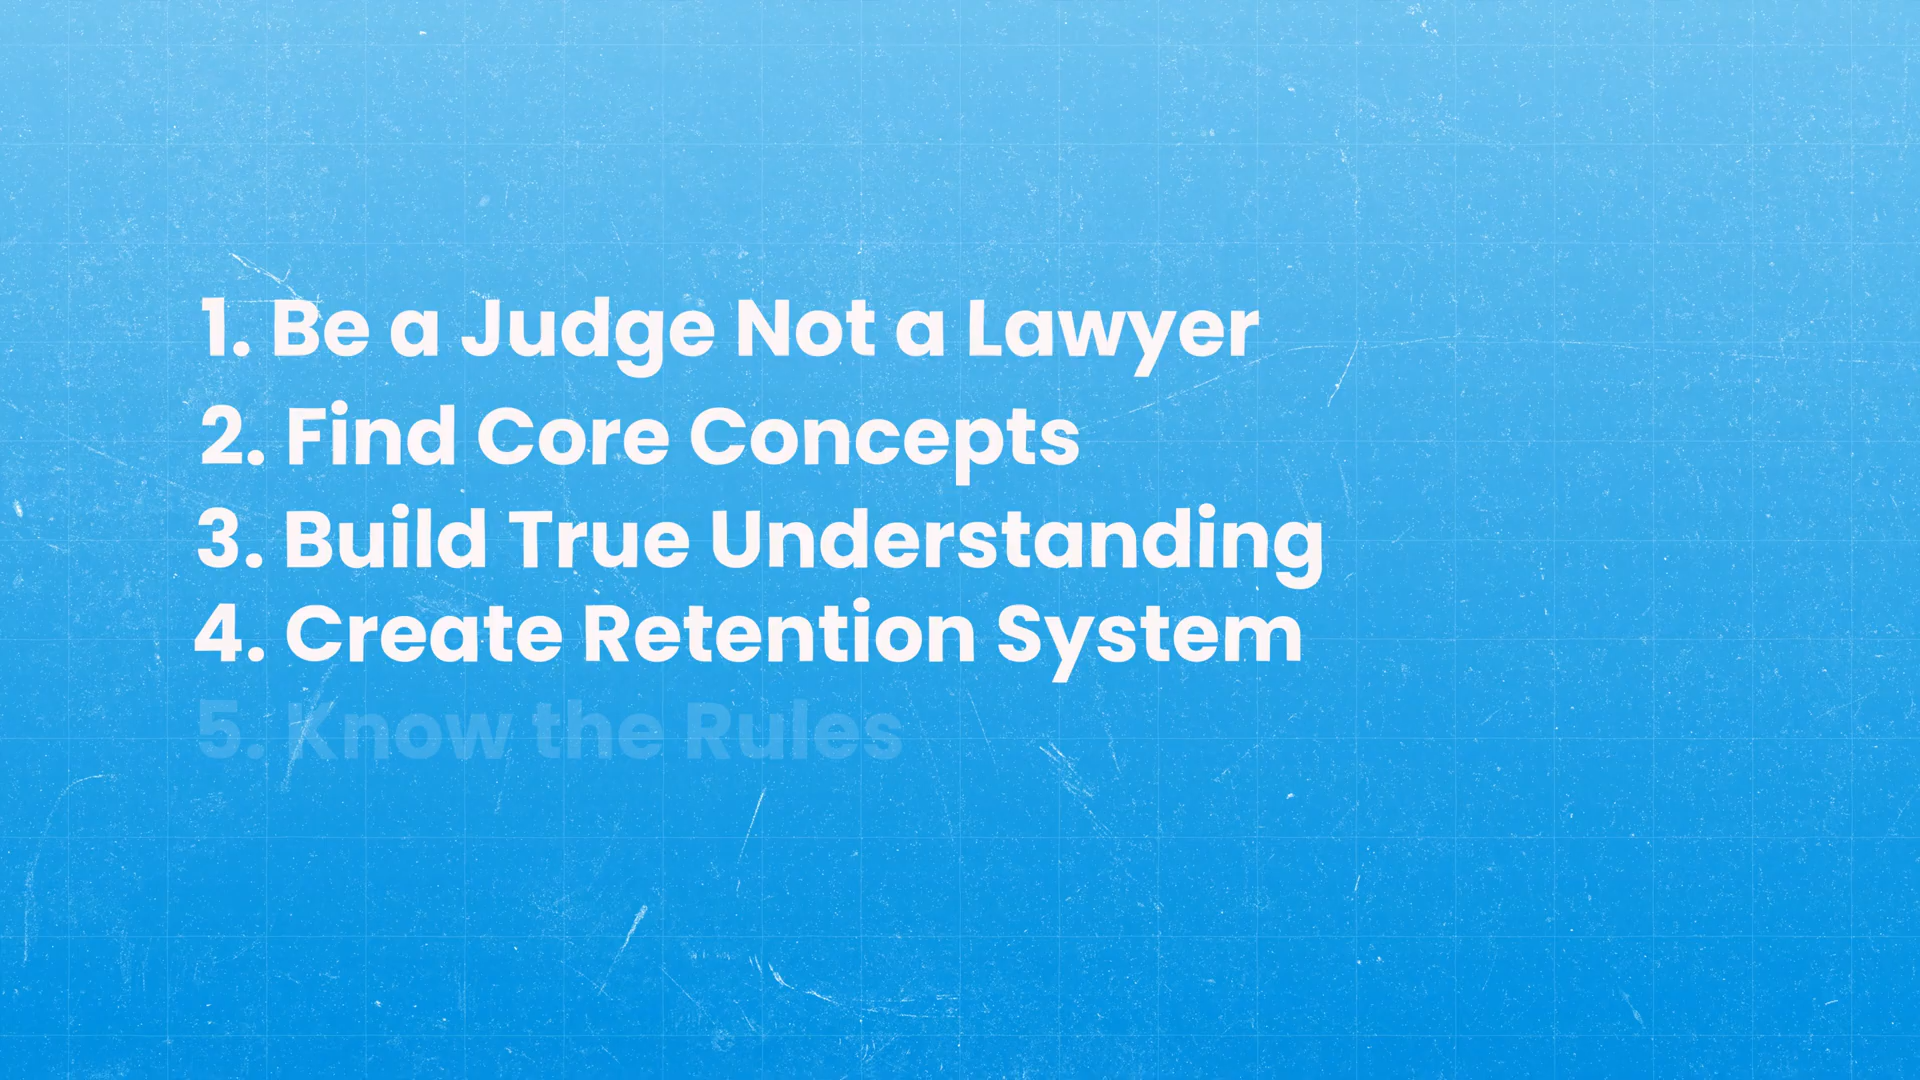 1. Be a Judge Not a Lawyer
2. Find Core Concepts
3. Build True Understanding
4. Create Retention System
5. Know the Rules